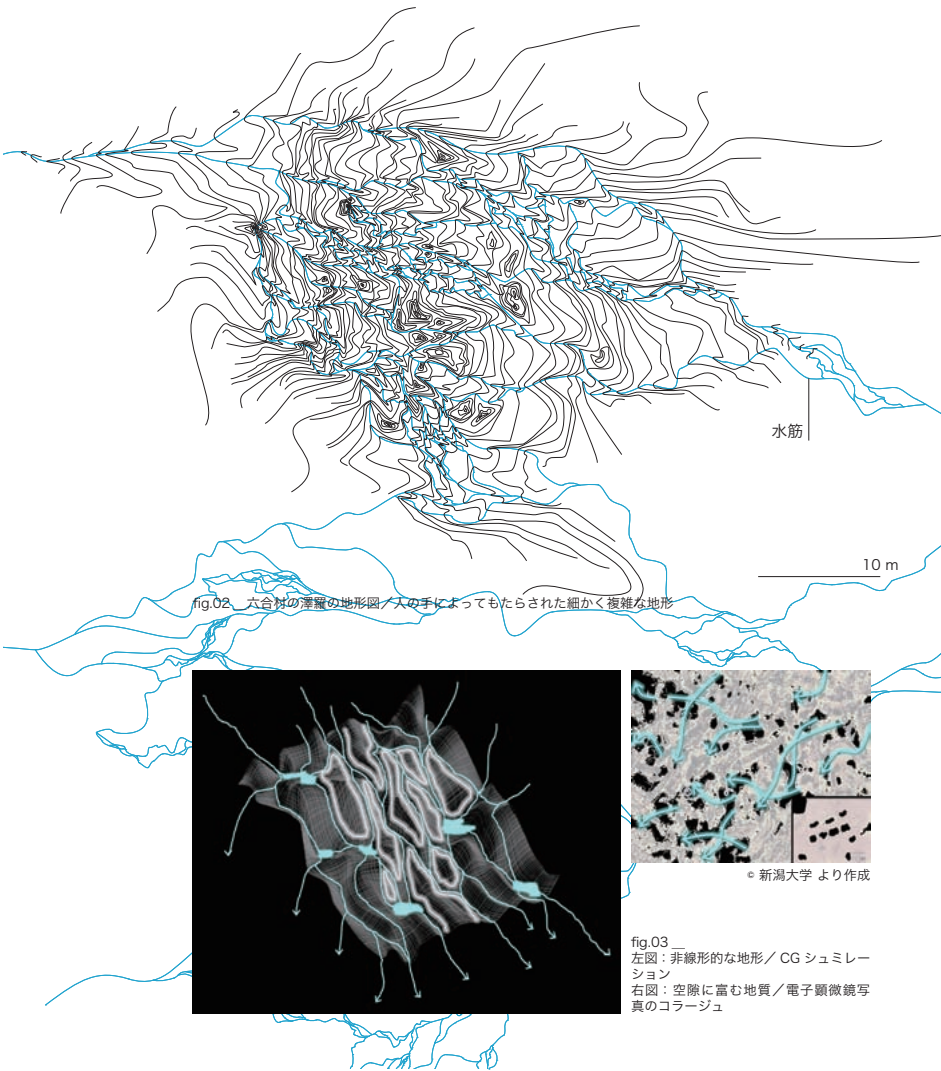 水筋
10 m
fig.02__六合村の澤羅の地形図／人の手によってもたらされた細かく複雑な地形
© 新潟大学 より作成
fig.03 __
左図：非線形的な地形／ CG シュミレー
ション
右図：空隙に富む地質／電子顕微鏡写
真のコラージュ